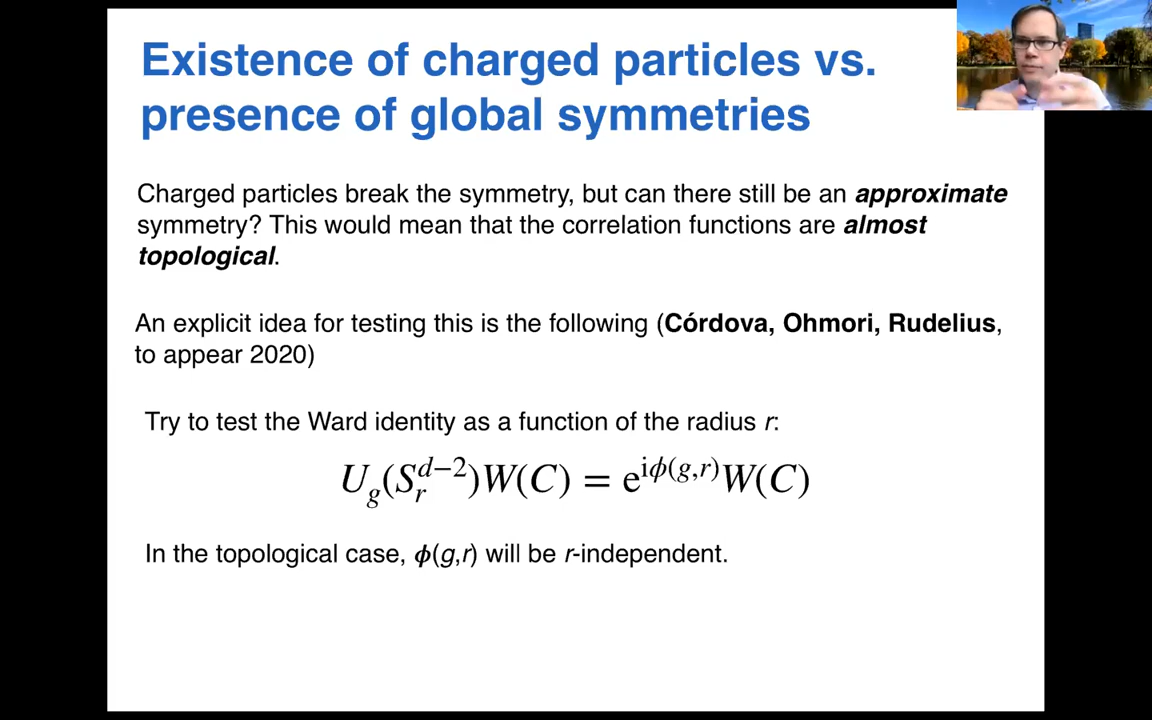 Existence of charged particles vs.
presence of global symmetries
Charged particles break the symmetry, but can there still be an approximate
symmetry? This would mean that the correlation functions are almost
topological.
An explicit idea for testing this is the following (Córdova, Ohmori, Rudelius,
to appear 2020)
Try to test the Ward identity as a function of the radius r:
U_g(S_r^{d−2})W(C) = e^{iϕ(g,r)}W(C)
In the topological case, ϕ(g,r) will be r-independent.